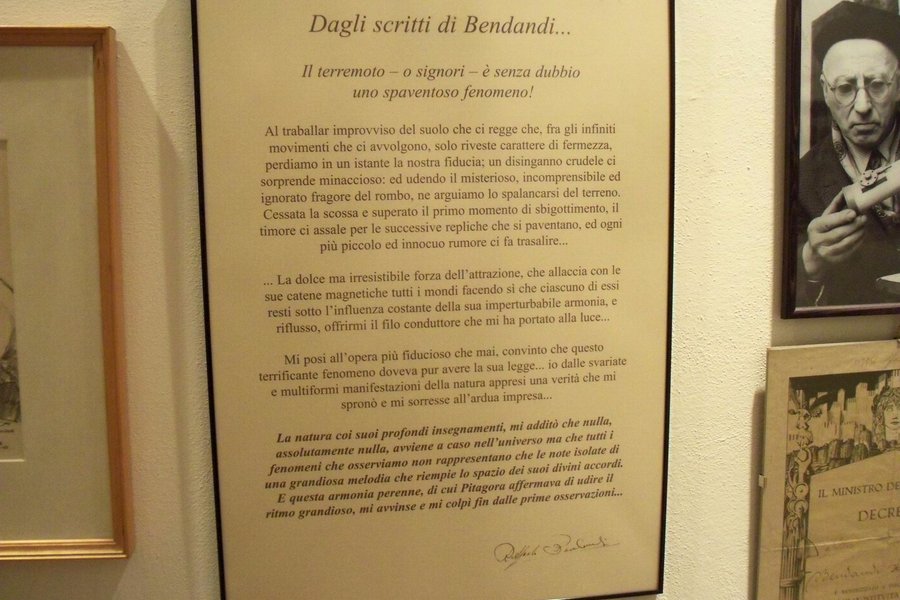 Dagli scritti di Bendandi...
Il terremoto – o signori – è senza dubbio
uno spaventoso fenomeno!
Al traballar improvviso del suolo che ci regge che, fra gli infiniti
movimenti che ci avvolgono, solo riveste carattere di fermezza,
perdiamo in un istante la nostra fiducia; un disinganno crudele ci
sorprende minaccioso: ed udendo il misterioso, incomprensibile ed
ignorato fragore del rombo, ne arguiamo lo spalancarsi del terreno.
Cessata la scossa e superato il primo momento di sbigottimento, il
timore ci assale per le successive repliche che si paventano, ed ogni
più piccolo ed innocuo rumore ci fa trasalire...
... La dolce ma irresistibile forza dell'attrazione, che allaccia con le
sue catene magnetiche tutti i mondi facendo sì che ciascuno di essi
resti sotto l'influenza costante della sua imperturbabile armonia, e
riflusso, offrirmi il filo conduttore che mi ha portato alla luce...
Mi posi all'opera più fiducioso che mai, convinto che questo
terrificante fenomeno doveva pur avere la sua legge... io dalle svariate
e multiformi manifestazioni della natura appresi una verità che mi
spronò e mi sorresse all'ardua impresa...
La natura coi suoi profondi insegnamenti, mi additò che nulla,
assolutamente nulla, avviene a caso nell'universo ma che tutti i
fenomeni che osserviamo non rappresentano che le note isolate di
una grandiosa melodia che riempie lo spazio dei suoi divini accordi.
E questa armonia perenne, di cui Pitagora affermava di udire il
ritmo grandioso, mi avvinse e mi colpì fin dalle prime osservazioni...
Raffaele Bendandi
IL MINISTRO DE
DECRE
Bendandi